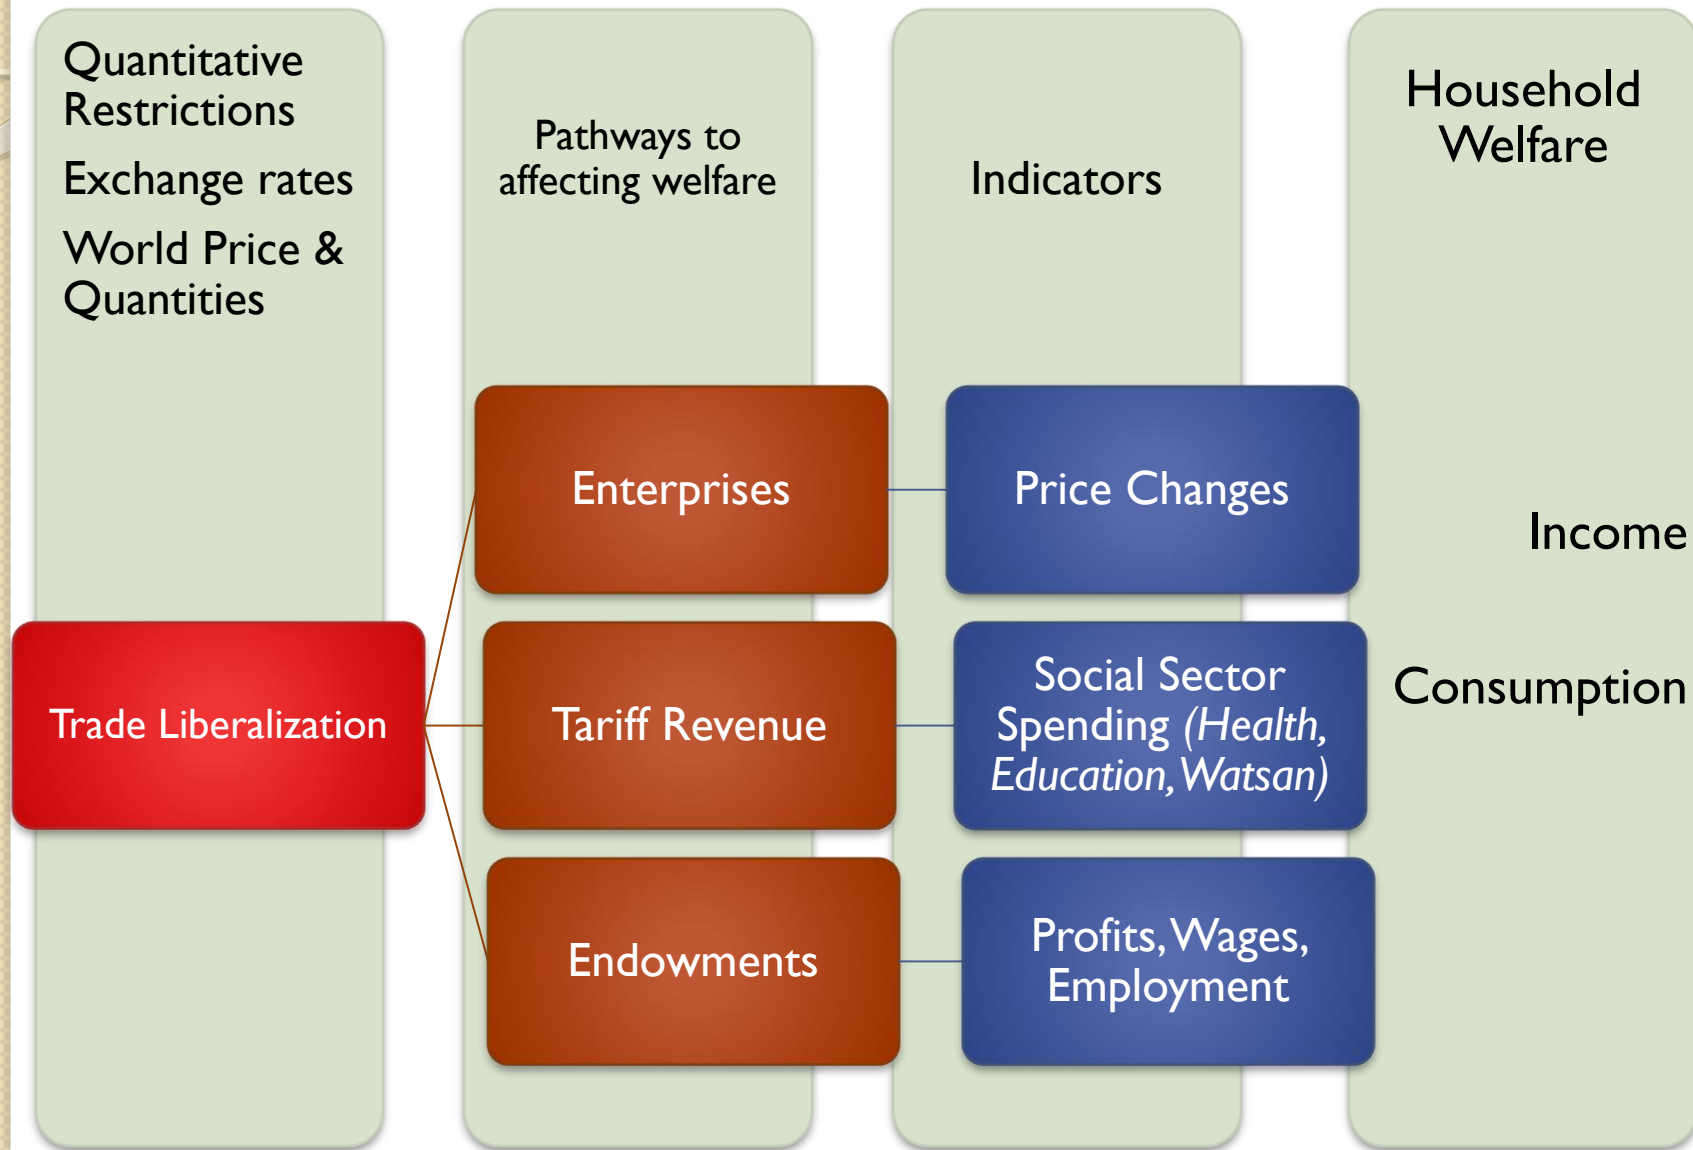 Quantitative
Restrictions
Exchange rates
World Price &
Quantities
Trade Liberalization
Pathways to
affecting welfare
Enterprises
Tariff Revenue
Endowments
Indicators
Price Changes
Social Sector
Spending (Health,
Education, Watsan)
Profits, Wages,
Employment
Household
Welfare
Income
Consumption